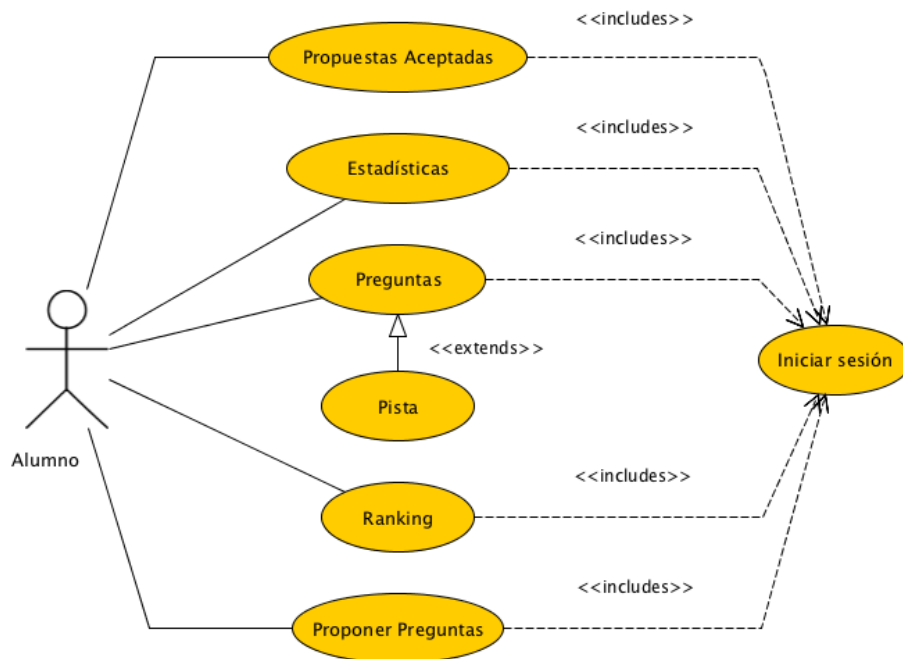 <<includes>>
Propuestas Aceptadas
<<includes>>
Estadísticas
<<includes>>
Preguntas
<<extends>>
Iniciar sesión
Pista
Alumno
<<includes>>
Ranking
<<includes>>
Proponer Preguntas